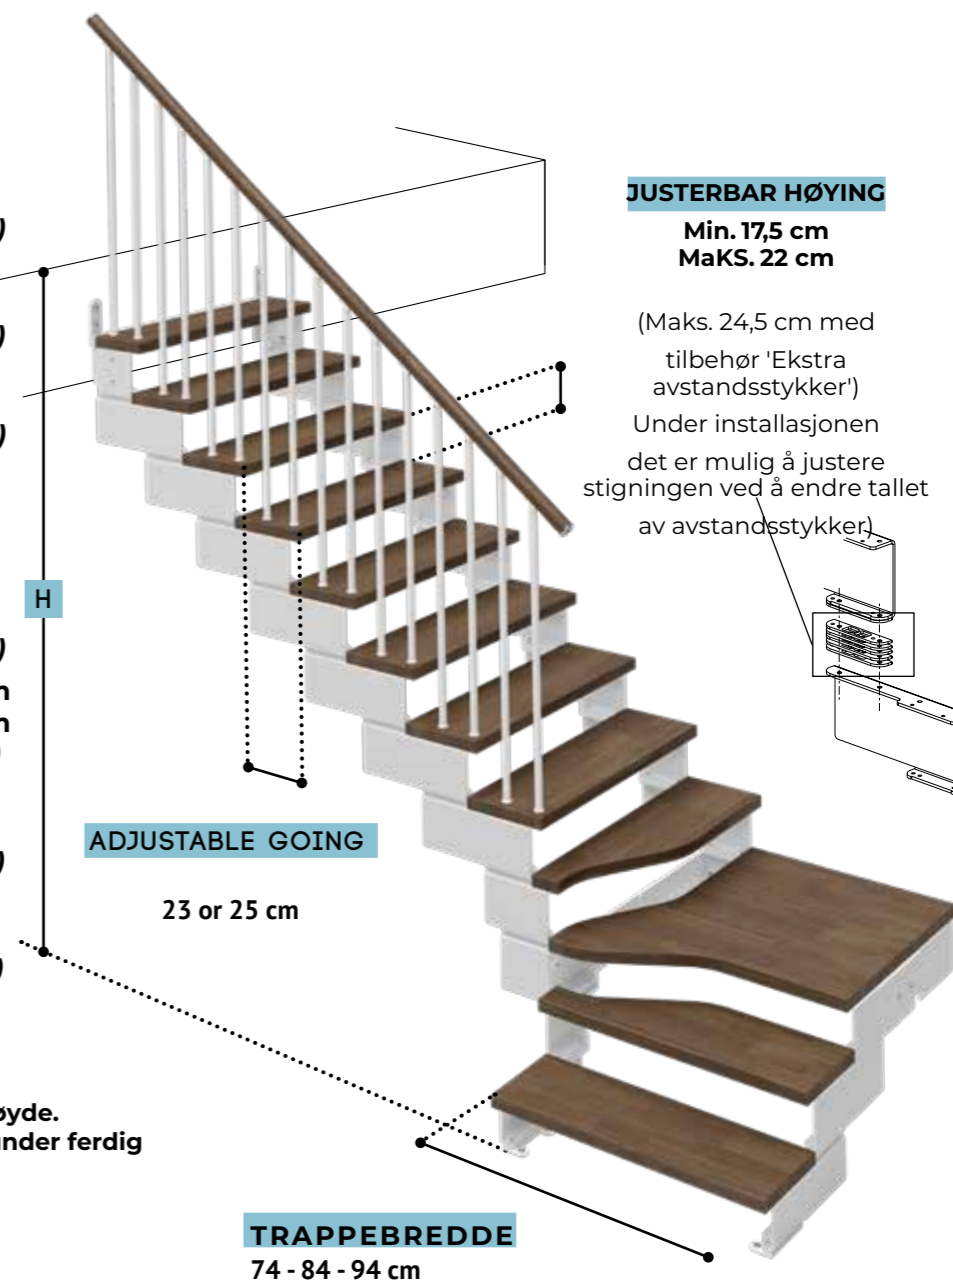 )
)
)
H
)
n
n
)
)
)
øyde.
under ferdig
JUSTERBAR HØYING
Min. 17,5 cm
MaKS. 22 cm
(Maks. 24,5 cm med
tilbehør 'Ekstra
avstandsstykker')
Under installasjonen
det er mulig å justere
stigningen ved å endre tallet
av avstandsstykker)
ADJUSTABLE GOING
23 or 25 cm
TRAPPEBREDDE
74 - 84 - 94 cm